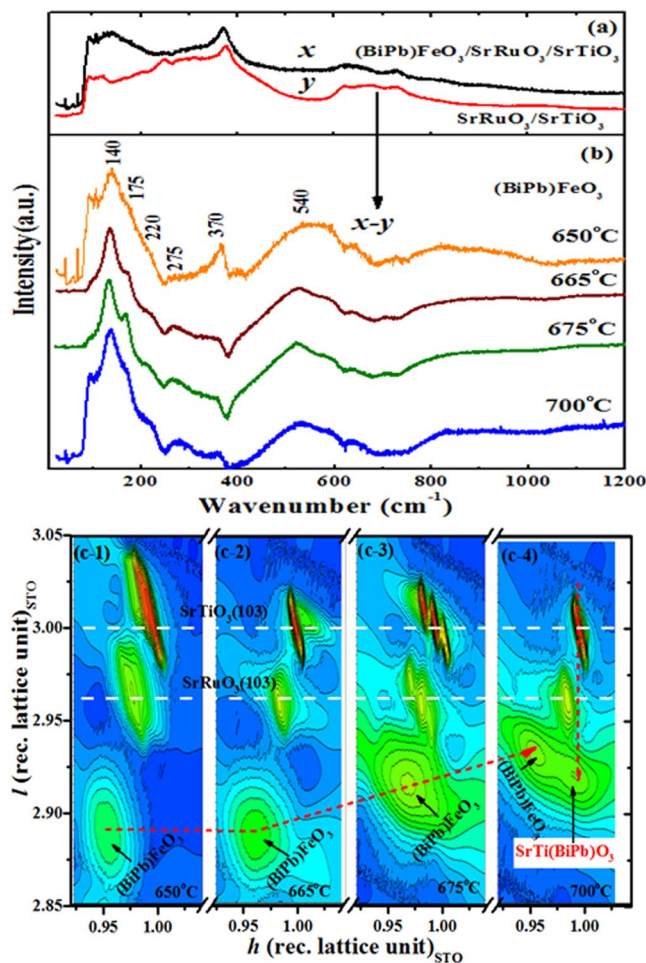 (a)
x
(BiPb)FeO₃/SrRuO₃/SrTiO₃
y
SrRuO₃/SrTiO₃
(b)
140
175
220
275
370
540
(BiPb)FeO₃
x-y
650°C
665°C
675°C
700°C
Intensity(a.u.)
200 400 600 800 1000 1200
Wavenumber (cm⁻¹)
3.05
3.00
2.95
2.90
2.85
l (rec. lattice unit)STO
(c-1) (c-2) (c-3) (c-4)
SrTiO₃(103)
SrRuO₃(103)
(BiPb)FeO₃
(BiPb)FeO₃
(BiPb)FeO₃
(BiPb)FeO₃
SrTi(BiPb)O₃
650°C 665°C 675°C 700°C
0.95 1.00 0.95 1.00 0.95 1.00 0.95 1.00
h (rec. lattice unit)STO